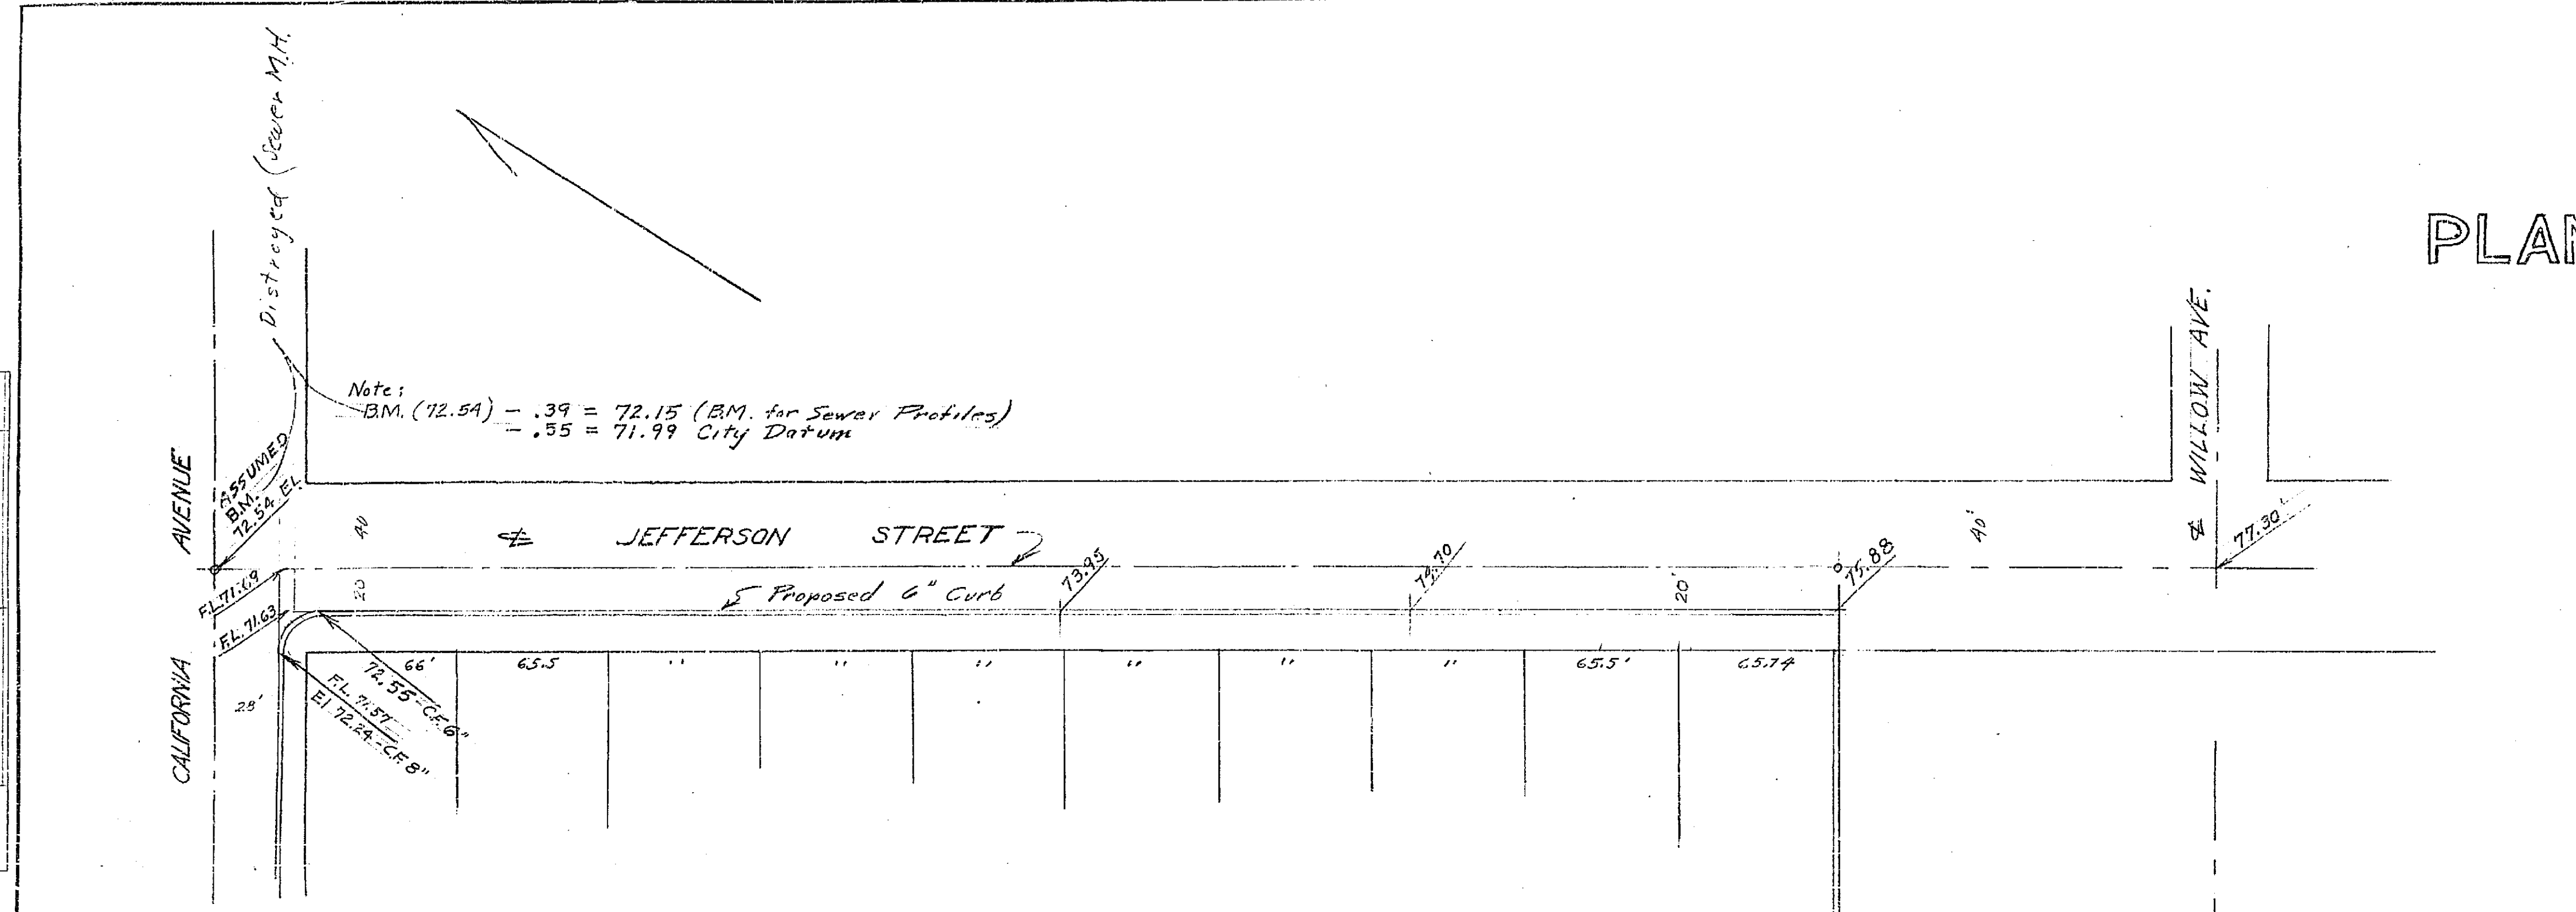 Distroyed (Sewer M.H.
PLAN
Note:
B.M. (72.54) - .39 = 72.15 (B.M. for Sewer Profiles)
- .55 = 71.99 City Datum
WILLOW AVE.
CALIFORNIA AVENUE
ASSUMED
B.M.
72.54 EL.
40
℄ JEFFERSON STREET
40'
℄
77.30'
F.L. 71.69
F.L. 71.63
20
Proposed 6" Curb
73.95
74.70
20'
75.88
66'
65.5
"
"
"
"
"
"
65.5'
65.74
28'
72.55-C.F. 6"
F.L. 71.57
El 72.24-C.F. 8"